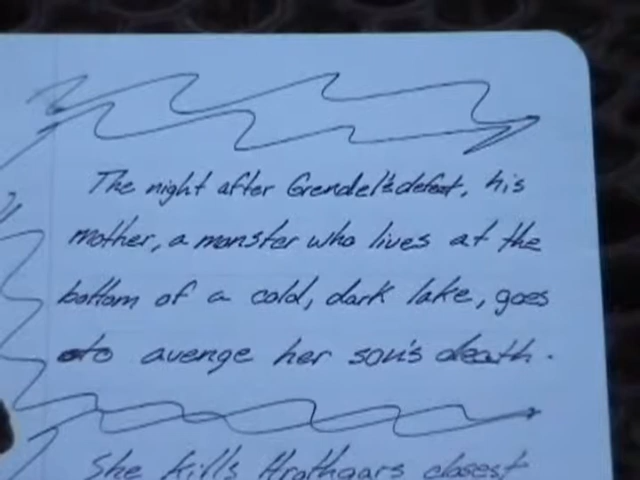 The night after Grendel's defeat, his
mother, a monster who lives at the
bottom of a cold, dark lake, goes
to avenge her son's death.
She kills Hrothgars closest